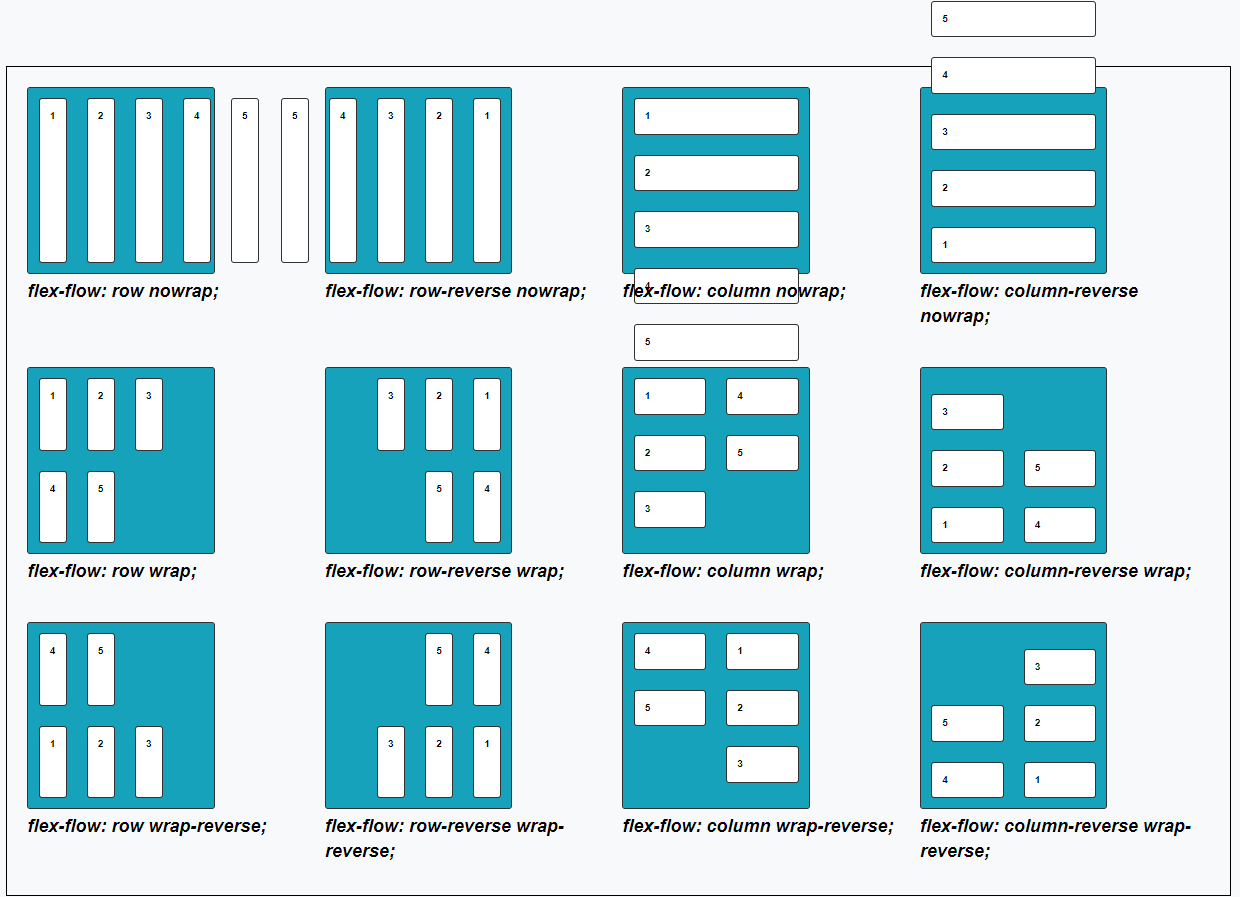 5
4
1 2 3 4 5 5 4 3 2 1 1 3
2 2
3 1
4
flex-flow: row nowrap; flex-flow: row-reverse nowrap; flex-flow: column nowrap; flex-flow: column-reverse
nowrap;
5
1 2 3 3 2 1 1 4 3
2 5 2 5
4 5 5 4 3 1 4
flex-flow: row wrap; flex-flow: row-reverse wrap; flex-flow: column wrap; flex-flow: column-reverse wrap;
4 5 5 4 4 1 3
5 2 5 2
1 2 3 3 2 1 3 4 1
flex-flow: row wrap-reverse; flex-flow: row-reverse wrap- flex-flow: column wrap-reverse; flex-flow: column-reverse wrap-
reverse; reverse;